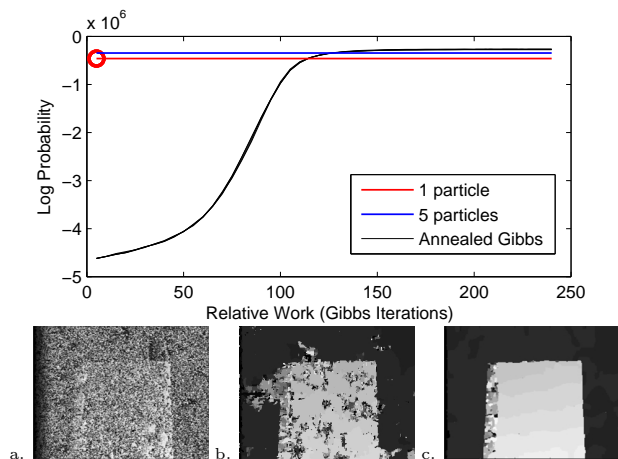 x 10^6
0
−1
−2
−3
−4
−5
Log Probability
0 50 100 150 200 250
Relative Work (Gibbs Iterations)
1 particle
5 particles
Annealed Gibbs
a. b. c.